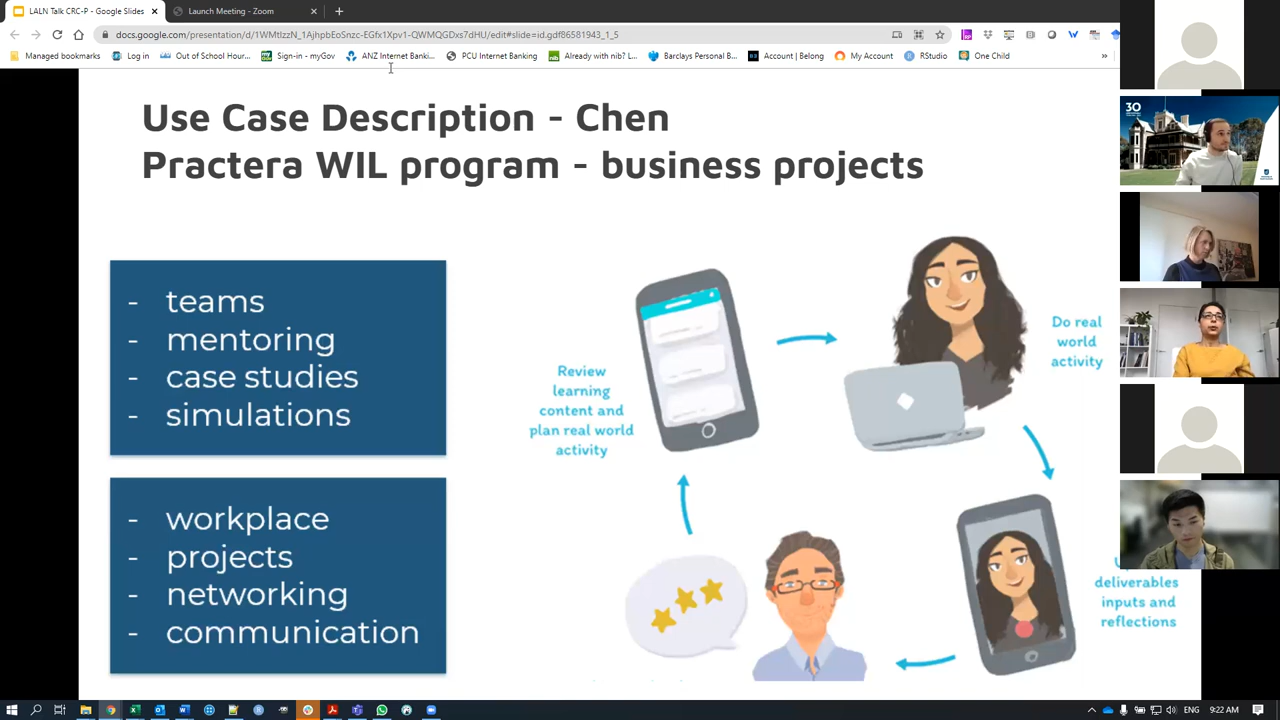 LALN Talk CRC-P - Google Slides
Launch Meeting - Zoom
docs.google.com/presentation/d/1WMtIzzN_1AjhpbEoSnzc-EGfx1Xpv1-QWMQGDxs7dHU/edit#slide=id.gdf86581943_1_5
Managed bookmarks
Log in
Out of School Hour...
Sign-in - myGov
ANZ Internet Banki...
PCU Internet Banking
Already with nib? L...
Barclays Personal B...
Account | Belong
My Account
RStudio
One Child
»
Use Case Description - Chen
Practera WIL program - business projects
- teams
- mentoring
- case studies
- simulations
- workplace
- projects
- networking
- communication
Review
learning
content and
plan real world
activity
Do real
world
activity
deliverables
inputs and
reflections
30
ENG
9:22 AM